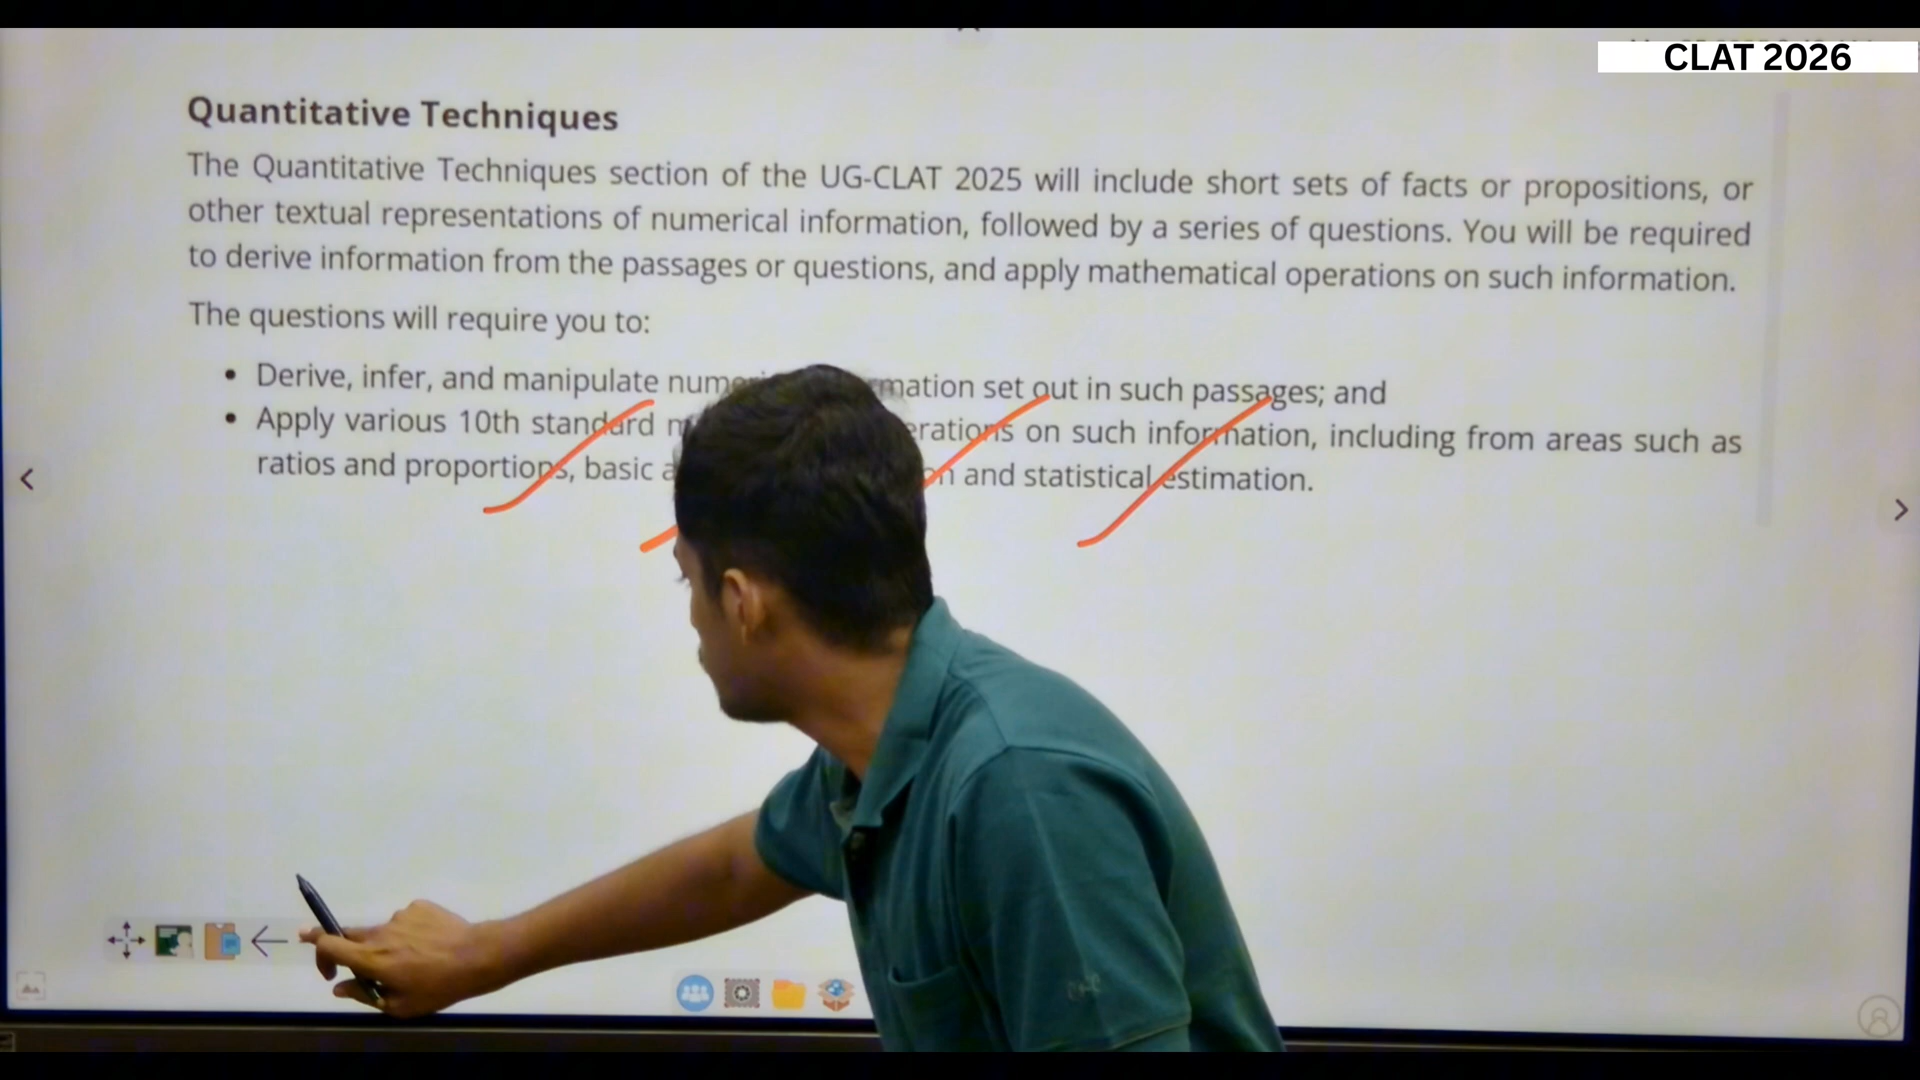 CLAT 2026
Quantitative Techniques
The Quantitative Techniques section of the UG-CLAT 2025 will include short sets of facts or propositions, or
other textual representations of numerical information, followed by a series of questions. You will be required
to derive information from the passages or questions, and apply mathematical operations on such information.
The questions will require you to:
• Derive, infer, and manipulate set out in such passages; and
• Apply various 10th standard on such information, including from areas such as
ratios and proportions, basic and statistical estimation.